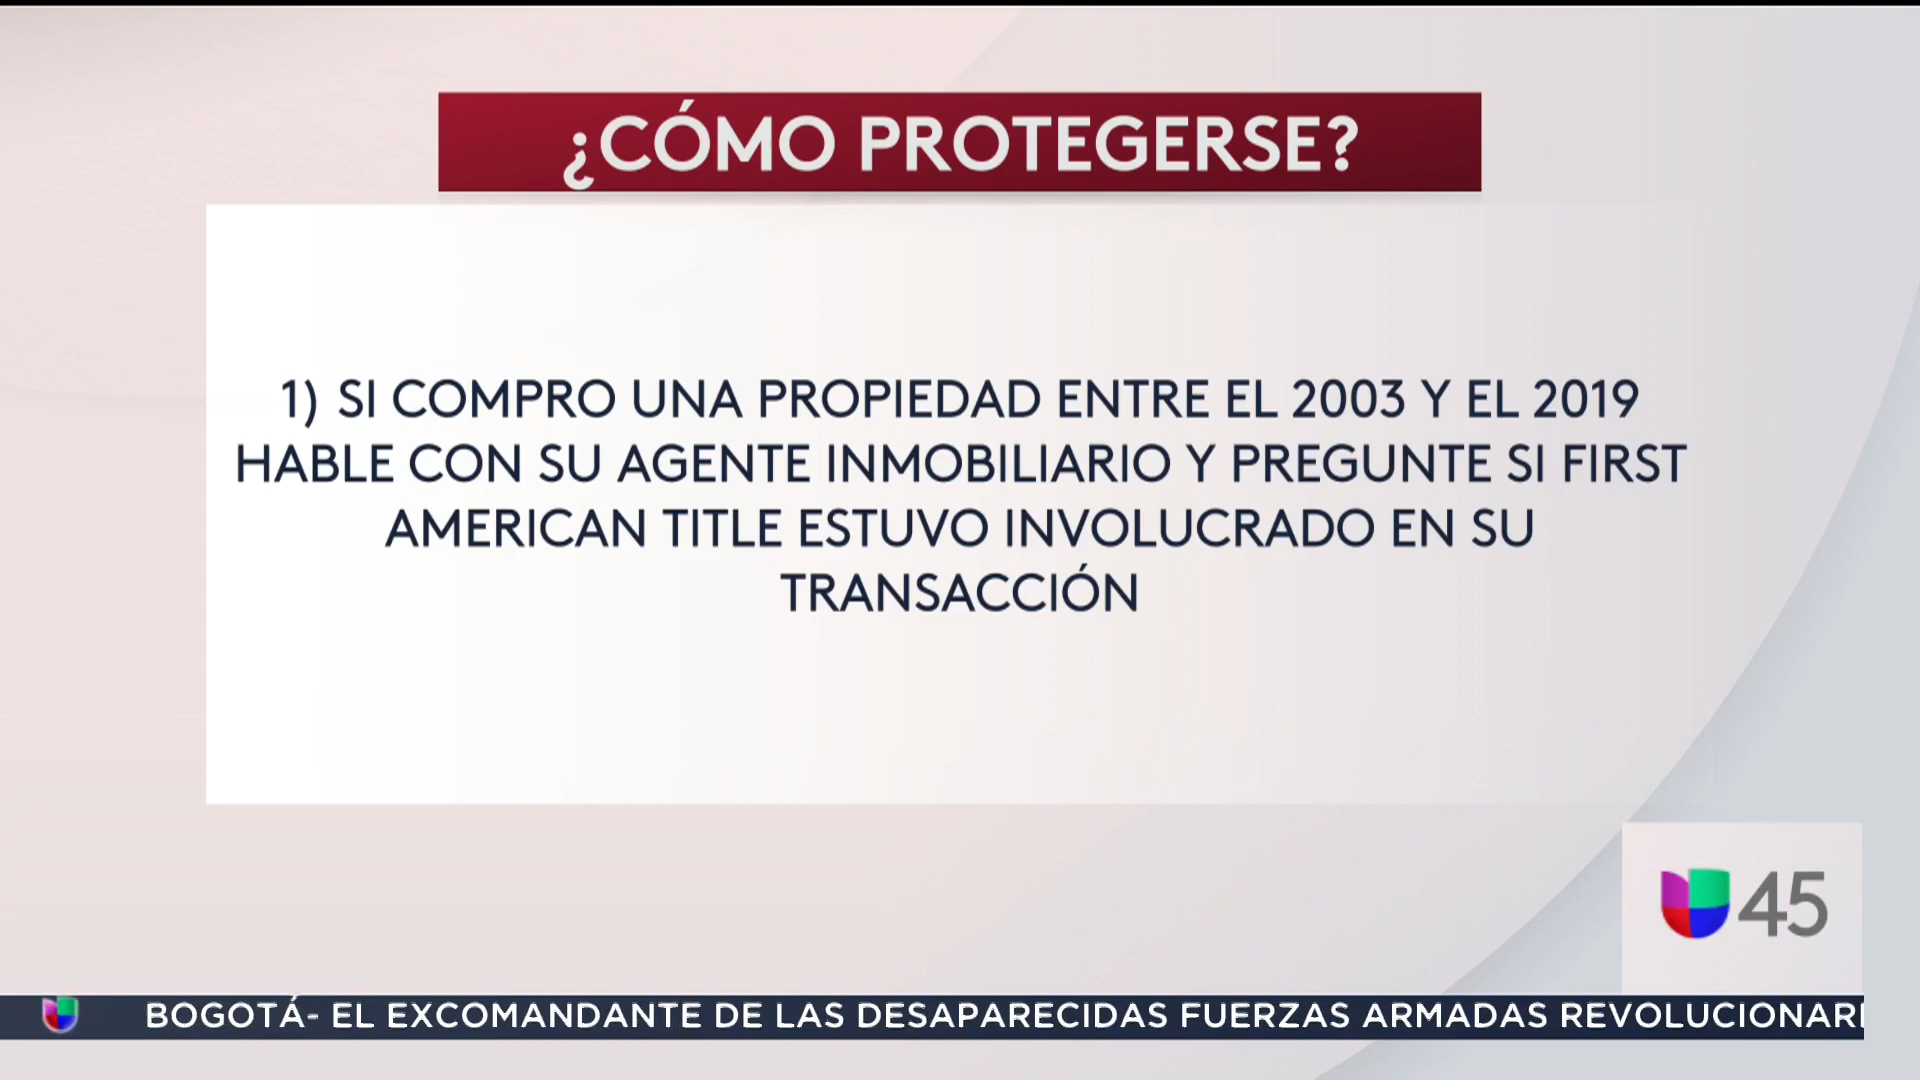 ¿CÓMO PROTEGERSE?
1) SI COMPRO UNA PROPIEDAD ENTRE EL 2003 Y EL 2019
HABLE CON SU AGENTE INMOBILIARIO Y PREGUNTE SI FIRST
AMERICAN TITLE ESTUVO INVOLUCRADO EN SU
TRANSACCIÓN
45
BOGOTÁ- EL EXCOMANDANTE DE LAS DESAPARECIDAS FUERZAS ARMADAS